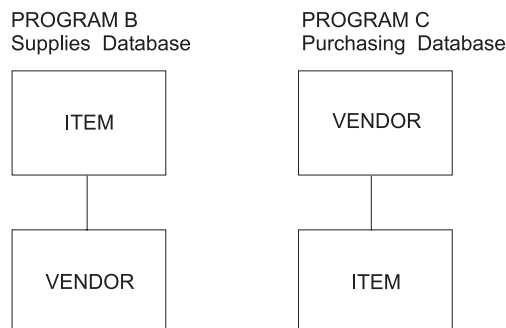 PROGRAM B
Supplies Database
ITEM
VENDOR
PROGRAM C
Purchasing Database
VENDOR
ITEM